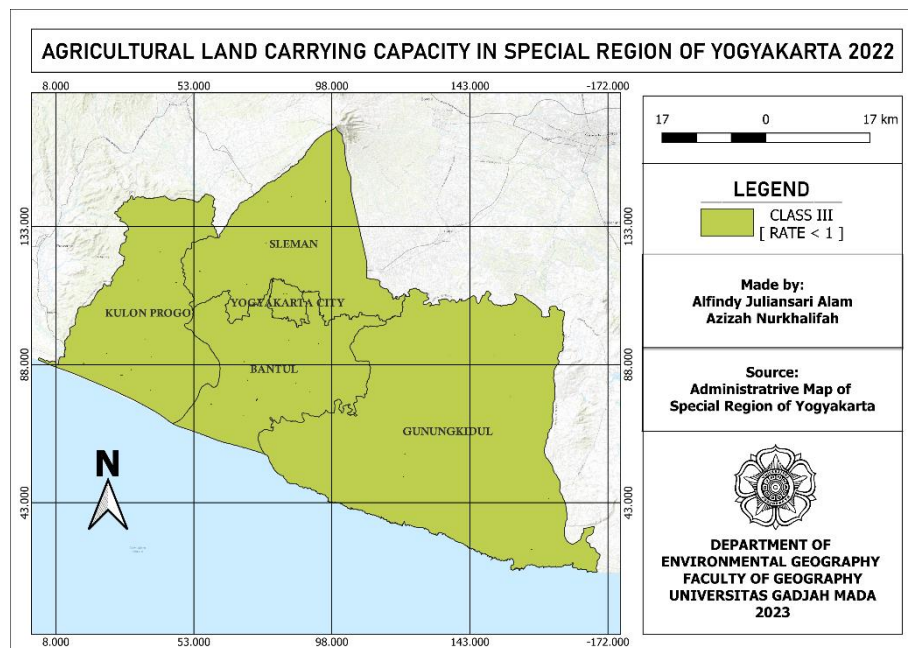 AGRICULTURAL LAND CARRYING CAPACITY IN SPECIAL REGION OF YOGYAKARTA 2022
8.000 53.000 98.000 143.000 -172.000
133.000 133.000
88.000 88.000
43.000 43.000
SLEMAN
YOGYAKARTA CITY
KULON PROGO
BANTUL
GUNUNGKIDUL
N
8.000 53.000 98.000 143.000 -172.000
17 0 17 km
LEGEND
CLASS III
[ RATE < 1 ]
Made by:
Alfindy Juliansari Alam
Azizah Nurkhalifah
Source:
Administratrive Map of
Special Region of Yogyakarta
DEPARTMENT OF
ENVIRONMENTAL GEOGRAPHY
FACULTY OF GEOGRAPHY
UNIVERSITAS GADJAH MADA
2023